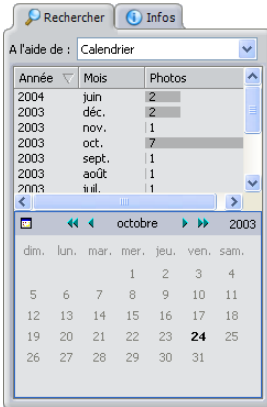 Rechercher Infos
A l'aide de : Calendrier
Année Mois Photos
2004 juin 2
2003 déc. 2
2003 nov. 1
2003 oct. 7
2003 sept. 1
2003 août 1
2003 juil. 1
octobre 2003
dim. lun. mar. mer. jeu. ven. sam.
1 2 3 4
5 6 7 8 9 10 11
12 13 14 15 16 17 18
19 20 21 22 23 24 25
26 27 28 29 30 31